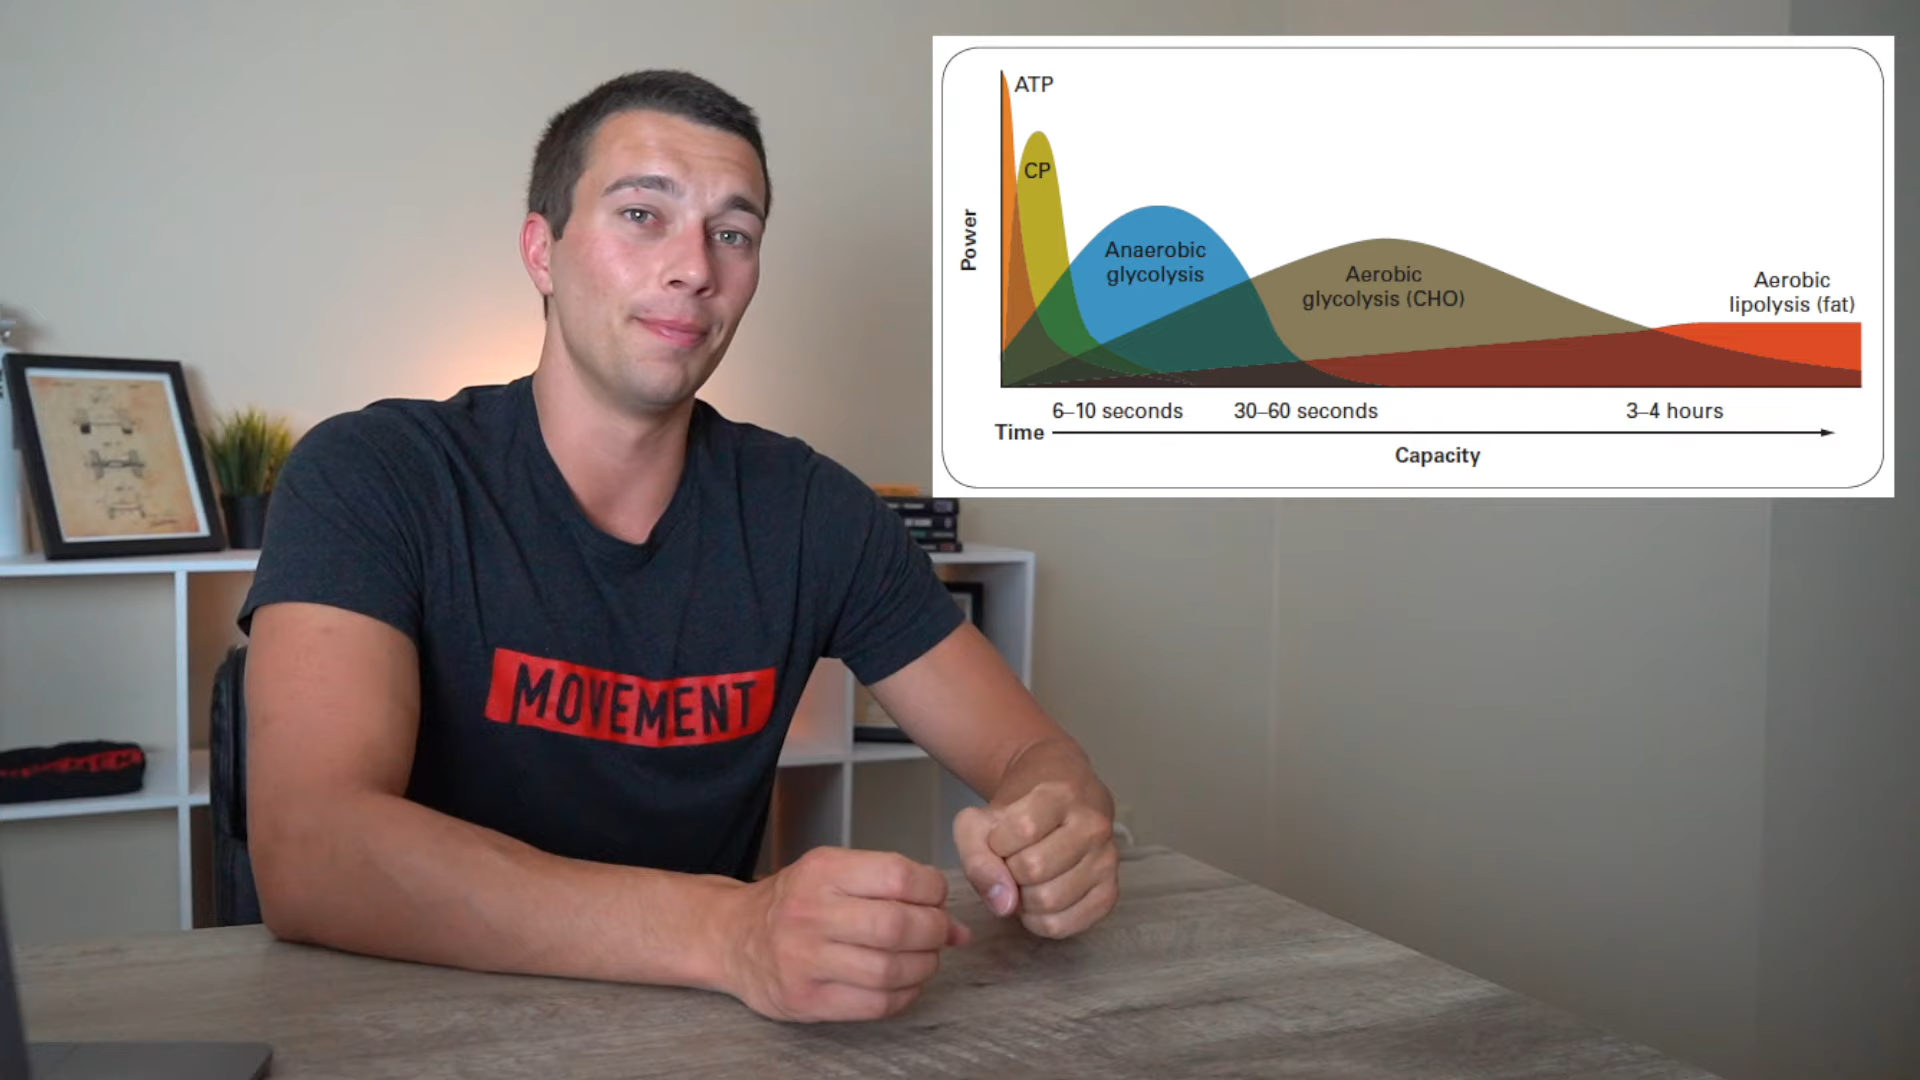 ATP
CP
Power
Anaerobic
glycolysis
Aerobic
glycolysis (CHO)
Aerobic
lipolysis (fat)
6–10 seconds
30–60 seconds
3–4 hours
Time
Capacity
MOVEMENT